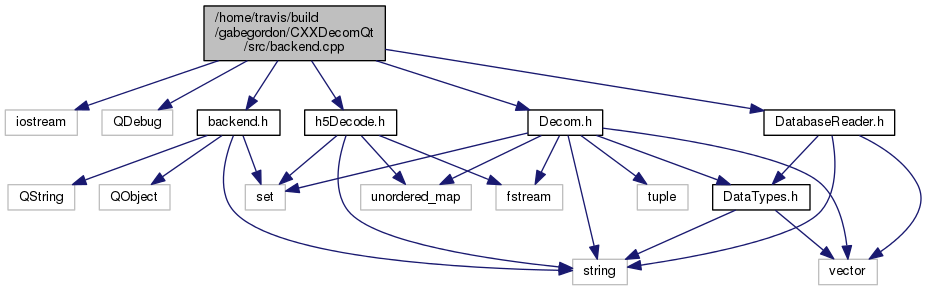 /home/travis/build
/gabegordon/CXXDecomQt
/src/backend.cpp
iostream
QDebug
backend.h
h5Decode.h
Decom.h
DatabaseReader.h
QString
QObject
set
unordered_map
fstream
tuple
DataTypes.h
string
vector